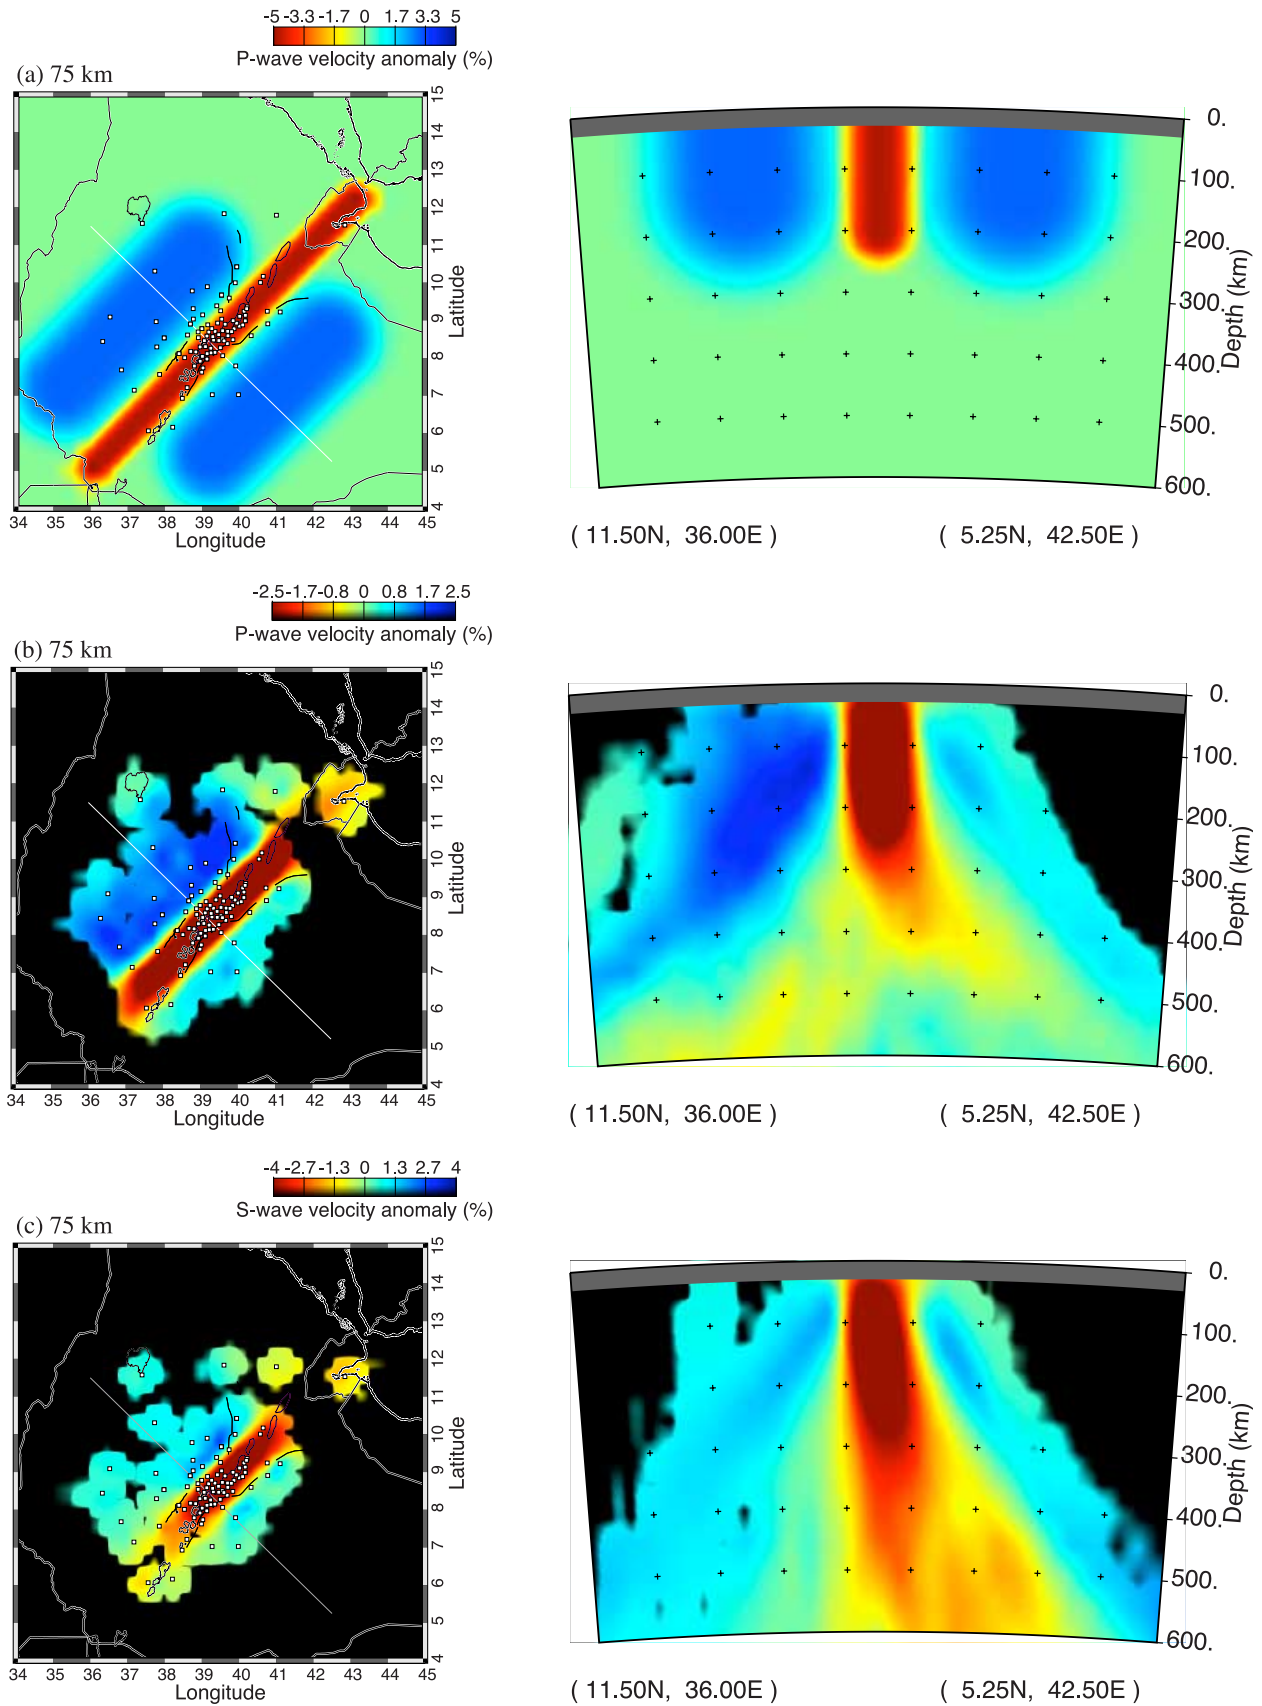 -5 -3.3 -1.7 0 1.7 3.3 5
P-wave velocity anomaly (%)
(a) 75 km
15
14
13
12
11
10
9
8
7
6
5
4
Latitude
34 35 36 37 38 39 40 41 42 43 44 45
Longitude
0.
100.
200.
300.
400.
500.
600.
Depth (km)
( 11.50N, 36.00E ) ( 5.25N, 42.50E )
-2.5 -1.7 -0.8 0 0.8 1.7 2.5
P-wave velocity anomaly (%)
(b) 75 km
15
14
13
12
11
10
9
8
7
6
5
4
Latitude
34 35 36 37 38 39 40 41 42 43 44 45
Longitude
0.
100.
200.
300.
400.
500.
600.
Depth (km)
( 11.50N, 36.00E ) ( 5.25N, 42.50E )
-4 -2.7 -1.3 0 1.3 2.7 4
S-wave velocity anomaly (%)
(c) 75 km
15
14
13
12
11
10
9
8
7
6
5
4
Latitude
34 35 36 37 38 39 40 41 42 43 44 45
Longitude
0.
100.
200.
300.
400.
500.
600.
Depth (km)
( 11.50N, 36.00E ) ( 5.25N, 42.50E )